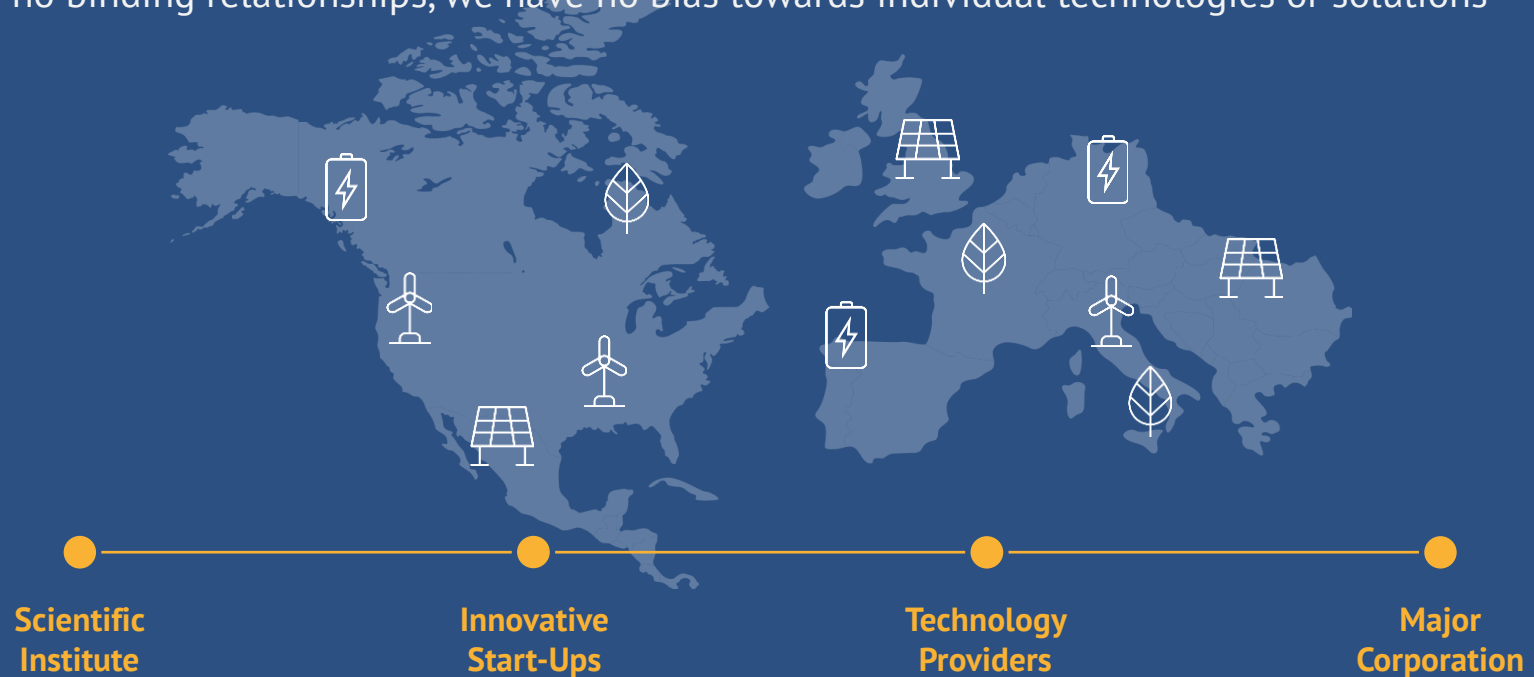 no binding relationships, we have no bias towards individual technologies or solutions
Scientific
Institute
Innovative
Start-Ups
Technology
Providers
Major
Corporation